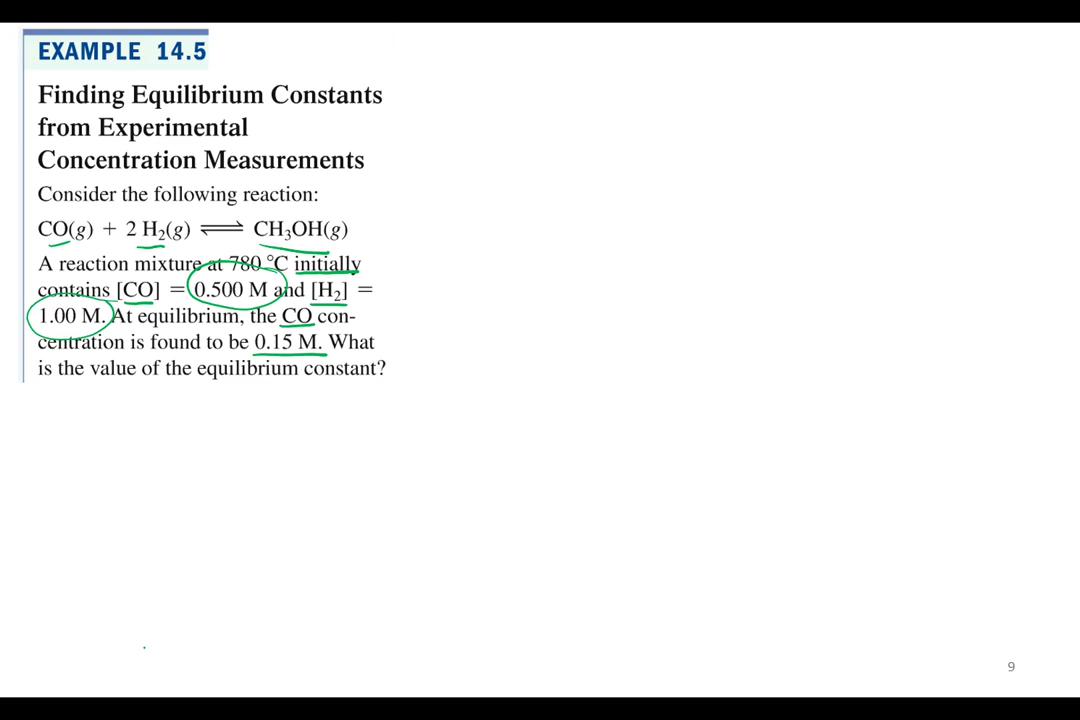 EXAMPLE 14.5
Finding Equilibrium Constants
from Experimental
Concentration Measurements
Consider the following reaction:
CO(g) + 2 H₂(g) ⇌ CH₃OH(g)
A reaction mixture at 780 °C initially
contains [CO] = 0.500 M and [H₂] =
1.00 M. At equilibrium, the CO con-
centration is found to be 0.15 M. What
is the value of the equilibrium constant?
9